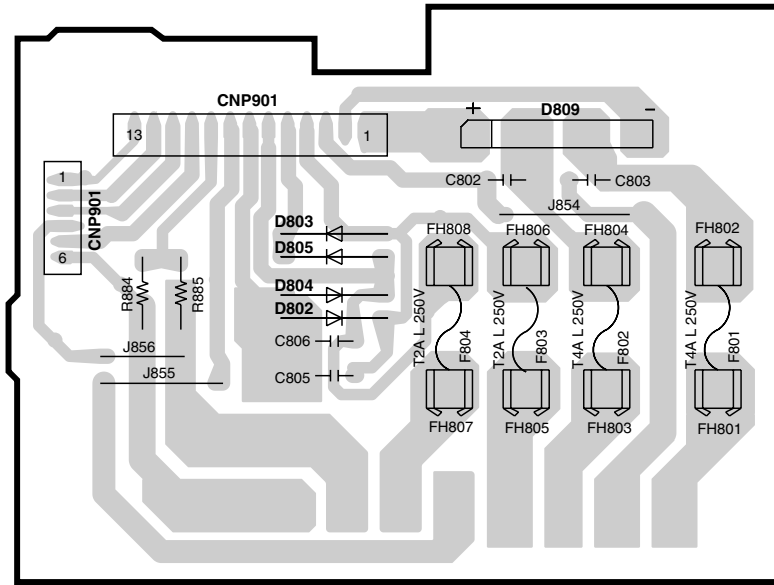 CNP901
13
1
+
D809
-
1
CNP901
6
C802
C803
J854
D803
D805
D804
D802
C806
C805
R884
R885
J856
J855
FH808
FH806
FH804
FH802
T2A L 250V
F804
T2A L 250V
F803
T4A L 250V
F802
T4A L 250V
F801
FH807
FH805
FH803
FH801